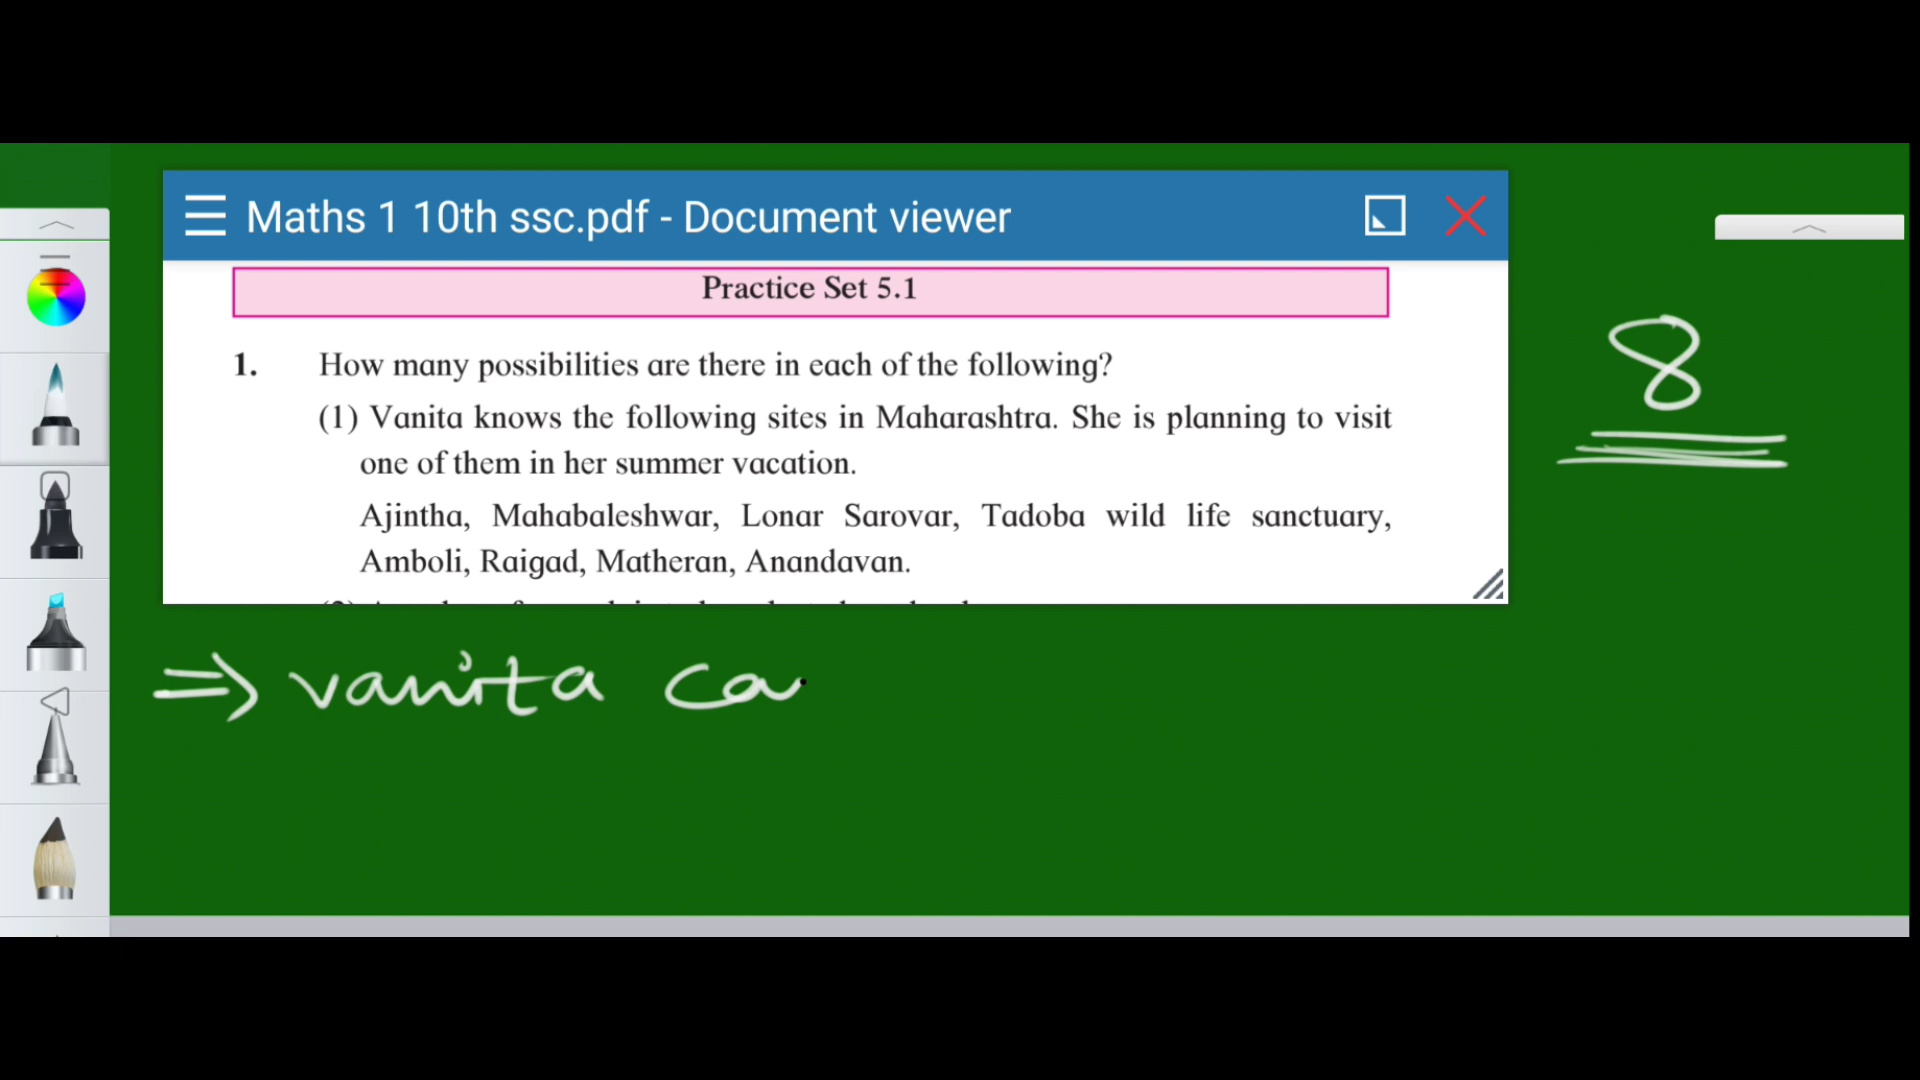 Maths 1 10th ssc.pdf - Document viewer
Practice Set 5.1
1. How many possibilities are there in each of the following?
(1) Vanita knows the following sites in Maharashtra. She is planning to visit
one of them in her summer vacation.
Ajintha, Mahabaleshwar, Lonar Sarovar, Tadoba wild life sanctuary,
Amboli, Raigad, Matheran, Anandavan.
8
⇒ vanita ca